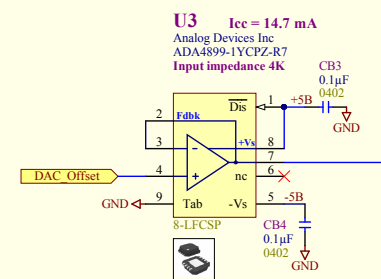 U3 Icc = 14.7 mA
Analog Devices Inc
ADA4899-1YCPZ-R7
Input impedance 4K
CB3
0.1µF
0402
Dis 1 +5B
GND
2 Fdbk
+Vs 8
3
7
DAC_Offset 4
nc 6
GND 9 Tab -Vs 5 -5B
8-LFCSP
CB4
0.1µF
0402
GND